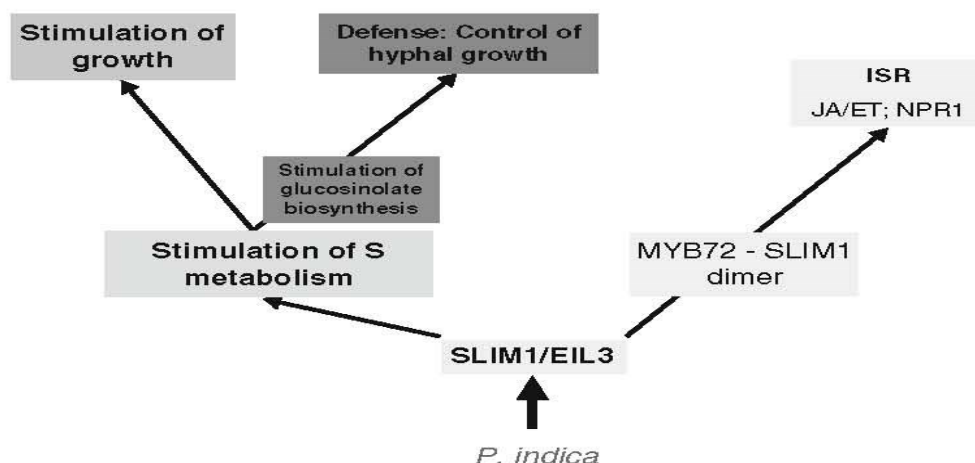 Stimulation of
growth
Defense: Control of
hyphal growth
ISR
JA/ET; NPR1
Stimulation of
glucosinolate
biosynthesis
Stimulation of S
metabolism
MYB72 - SLIM1
dimer
SLIM1/EIL3
P. indica